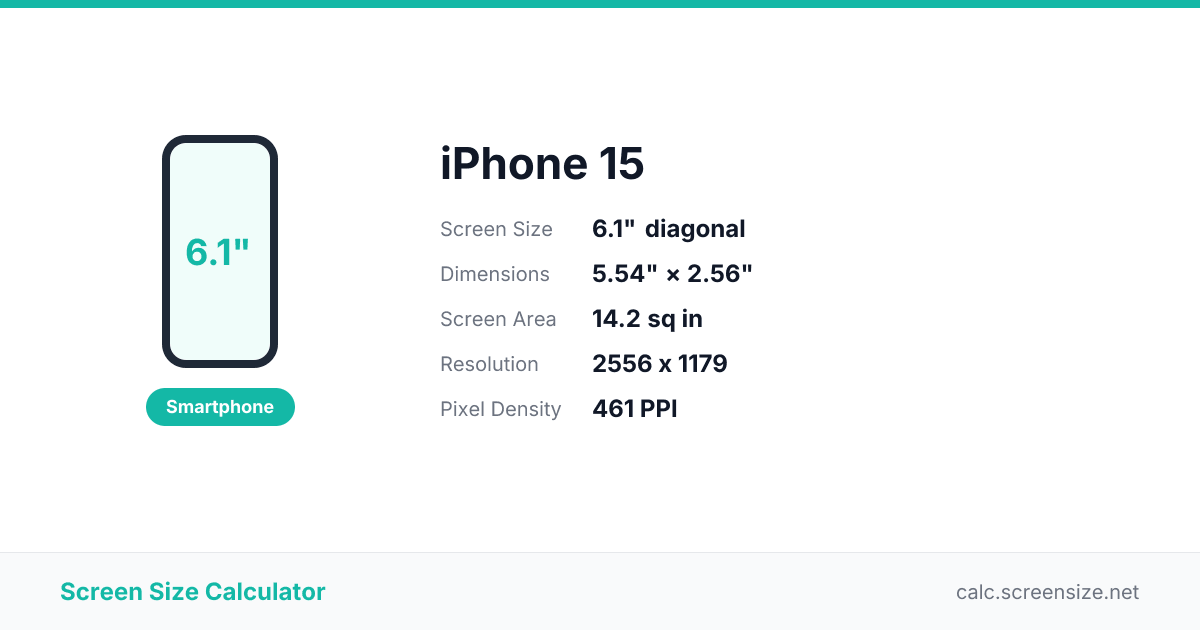 6.1"
Smartphone
iPhone 15
Screen Size 6.1" diagonal
Dimensions 5.54" × 2.56"
Screen Area 14.2 sq in
Resolution 2556 x 1179
Pixel Density 461 PPI
Screen Size Calculator
calc.screensize.net